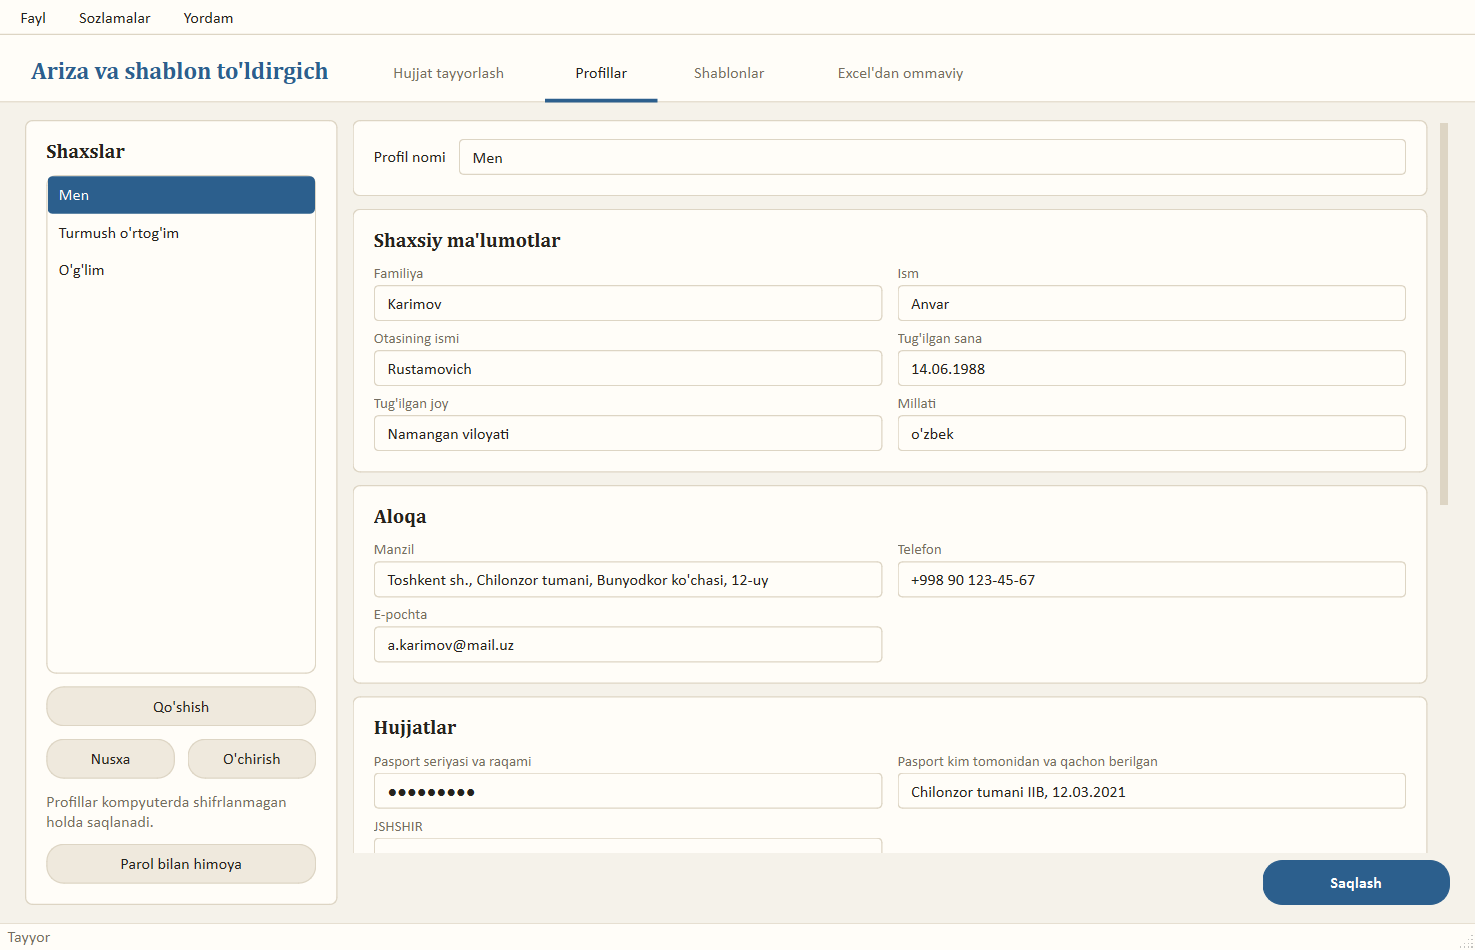 Fayl Sozlamalar Yordam
Ariza va shablon to'ldirgich
Hujjat tayyorlash Profillar Shablonlar Excel'dan ommaviy
Shaxslar
Men
Turmush o'rtog'im
O'g'lim
Qo'shish
Nusxa O'chirish
Profillar kompyuterda shifrlanmagan
holda saqlanadi.
Parol bilan himoya
Profil nomi Men
Shaxsiy ma'lumotlar
Familiya Ism
Karimov Anvar
Otasining ismi Tug'ilgan sana
Rustamovich 14.06.1988
Tug'ilgan joy Millati
Namangan viloyati o'zbek
Aloqa
Manzil Telefon
Toshkent sh., Chilonzor tumani, Bunyodkor ko'chasi, 12-uy +998 90 123-45-67
E-pochta
a.karimov@mail.uz
Hujjatlar
Pasport seriyasi va raqami Pasport kim tomonidan va qachon berilgan
●●●●●●●●● Chilonzor tumani IIB, 12.03.2021
JSHSHIR
Saqlash
Tayyor